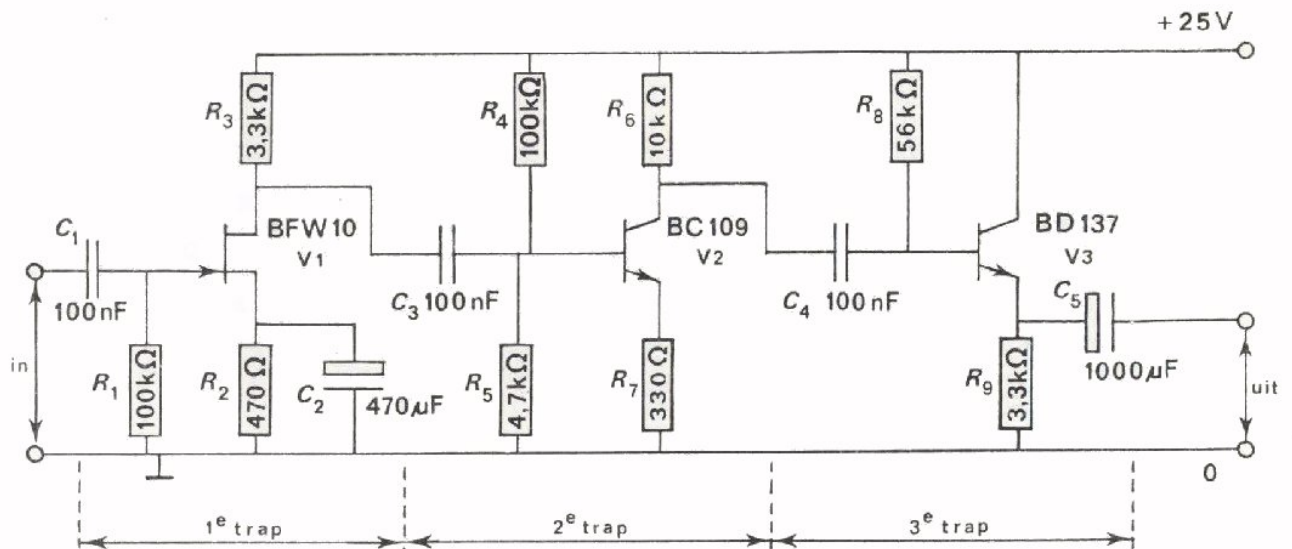 +25V
R3
3,3kΩ
R4
100kΩ
R6
10kΩ
R8
56kΩ
C1
100nF
BFW10
V1
C3 100nF
BC109
V2
C4 100nF
BD137
V3
C5
1000µF
in
R1
100kΩ
R2
470Ω
C2
470µF
R5
4,7kΩ
R7
330Ω
R9
3,3kΩ
uit
0
1e trap
2e trap
3e trap